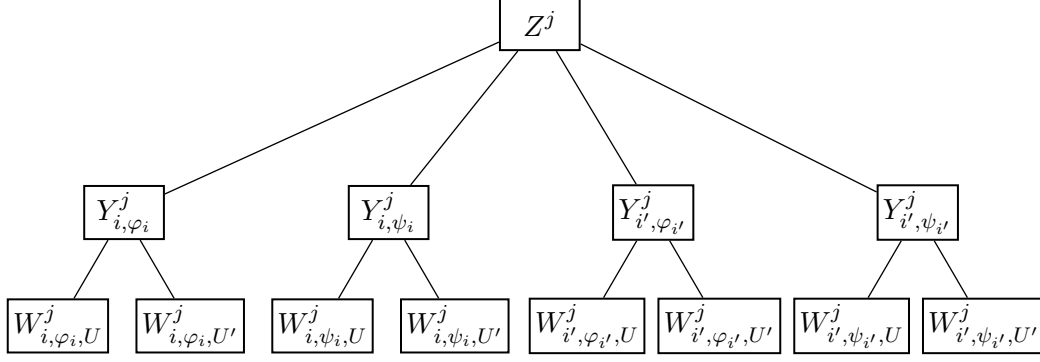 Z^j
Y^j_{i,φ_i} Y^j_{i,ψ_i} Y^j_{i',φ_{i'}} Y^j_{i',ψ_{i'}}
W^j_{i,φ_i,U} W^j_{i,φ_i,U'} W^j_{i,ψ_i,U} W^j_{i,ψ_i,U'} W^j_{i',φ_{i'},U} W^j_{i',φ_{i'},U'} W^j_{i',ψ_{i'},U} W^j_{i',ψ_{i'},U'}